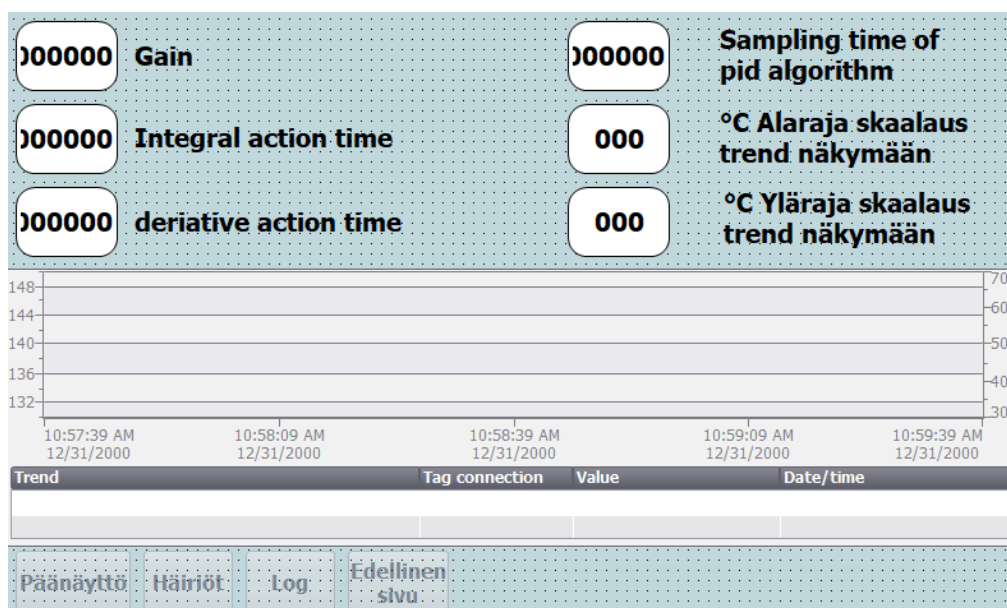 000000 Gain
000000 Sampling time of
pid algorithm
000000 Integral action time
000 °C Alaraja skaalaus
trend näkymään
000000 deriative action time
000 °C Yläraja skaalaus
trend näkymään
148
144
140
136
132
70
60
50
40
30
10:57:39 AM 10:58:09 AM 10:58:39 AM 10:59:09 AM 10:59:39 AM
12/31/2000 12/31/2000 12/31/2000 12/31/2000 12/31/2000
Trend Tag connection Value Date/time
Päänäyttö Häiriöt Log Edellinen
sivu